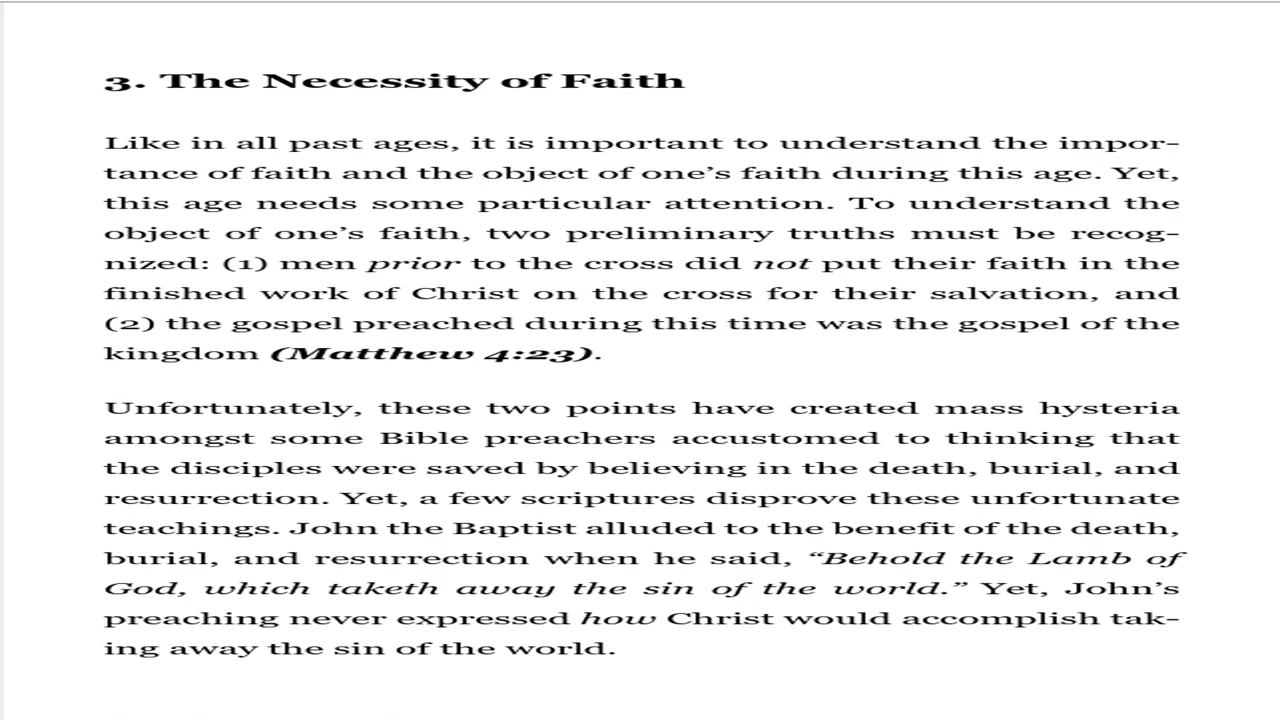 3. The Necessity of Faith
Like in all past ages, it is important to understand the impor-
tance of faith and the object of one's faith during this age. Yet,
this age needs some particular attention. To understand the
object of one's faith, two preliminary truths must be recog-
nized: (1) men prior to the cross did not put their faith in the
finished work of Christ on the cross for their salvation, and
(2) the gospel preached during this time was the gospel of the
kingdom (Matthew 4:23).
Unfortunately, these two points have created mass hysteria
amongst some Bible preachers accustomed to thinking that
the disciples were saved by believing in the death, burial, and
resurrection. Yet, a few scriptures disprove these unfortunate
teachings. John the Baptist alluded to the benefit of the death,
burial, and resurrection when he said, “Behold the Lamb of
God, which taketh away the sin of the world.” Yet, John's
preaching never expressed how Christ would accomplish tak-
ing away the sin of the world.